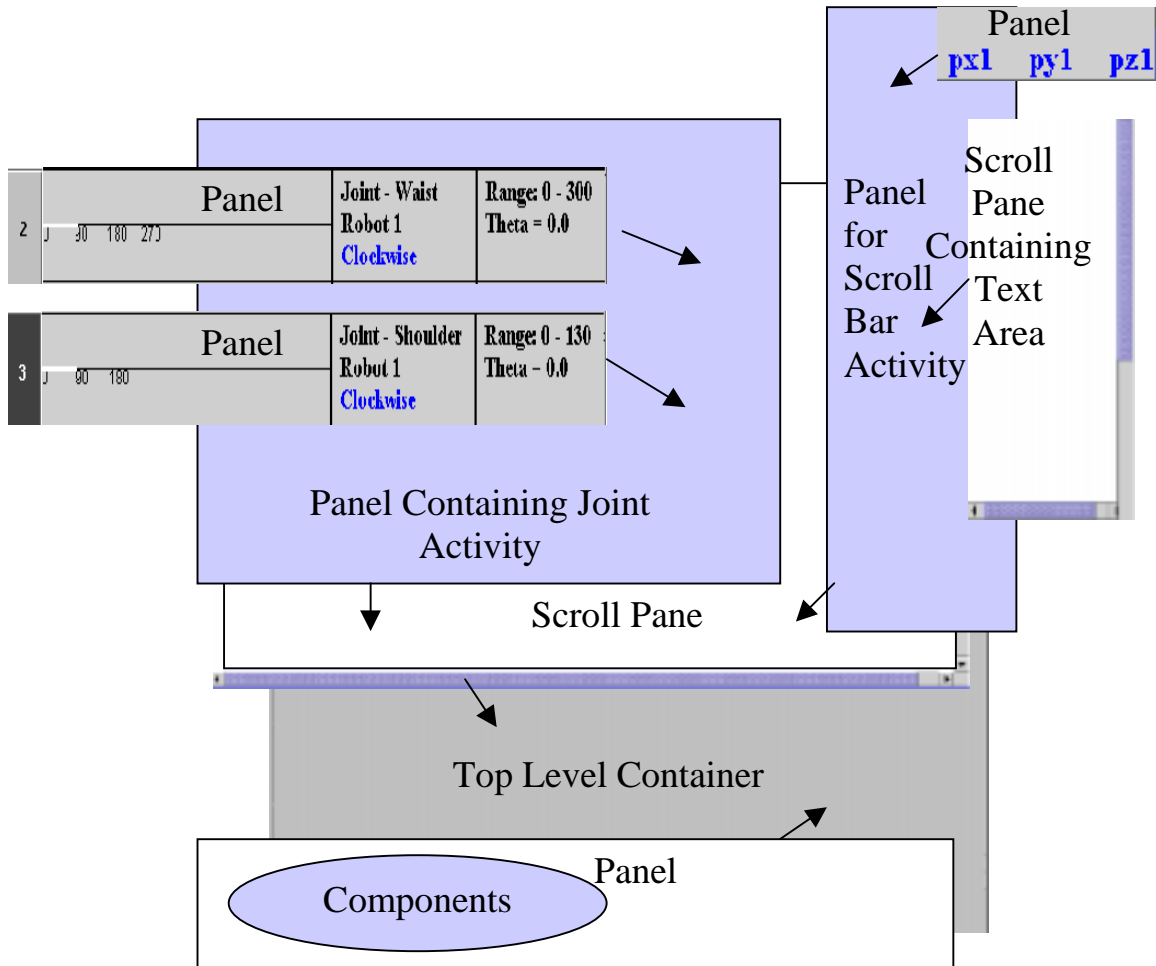 Panel
px1 py1 pz1
2
Panel
0 90 180 270
Joint - Waist
Robot 1
Clockwise
Range: 0 - 300
Theta = 0.0
3
Panel
0 90 180
Joint - Shoulder
Robot 1
Clockwise
Range: 0 - 130
Theta - 0.0
Panel
for
Scroll
Bar
Activity
Scroll
Pane
Containing
Text
Area
Panel Containing Joint
Activity
Scroll Pane
Top Level Container
Panel
Components